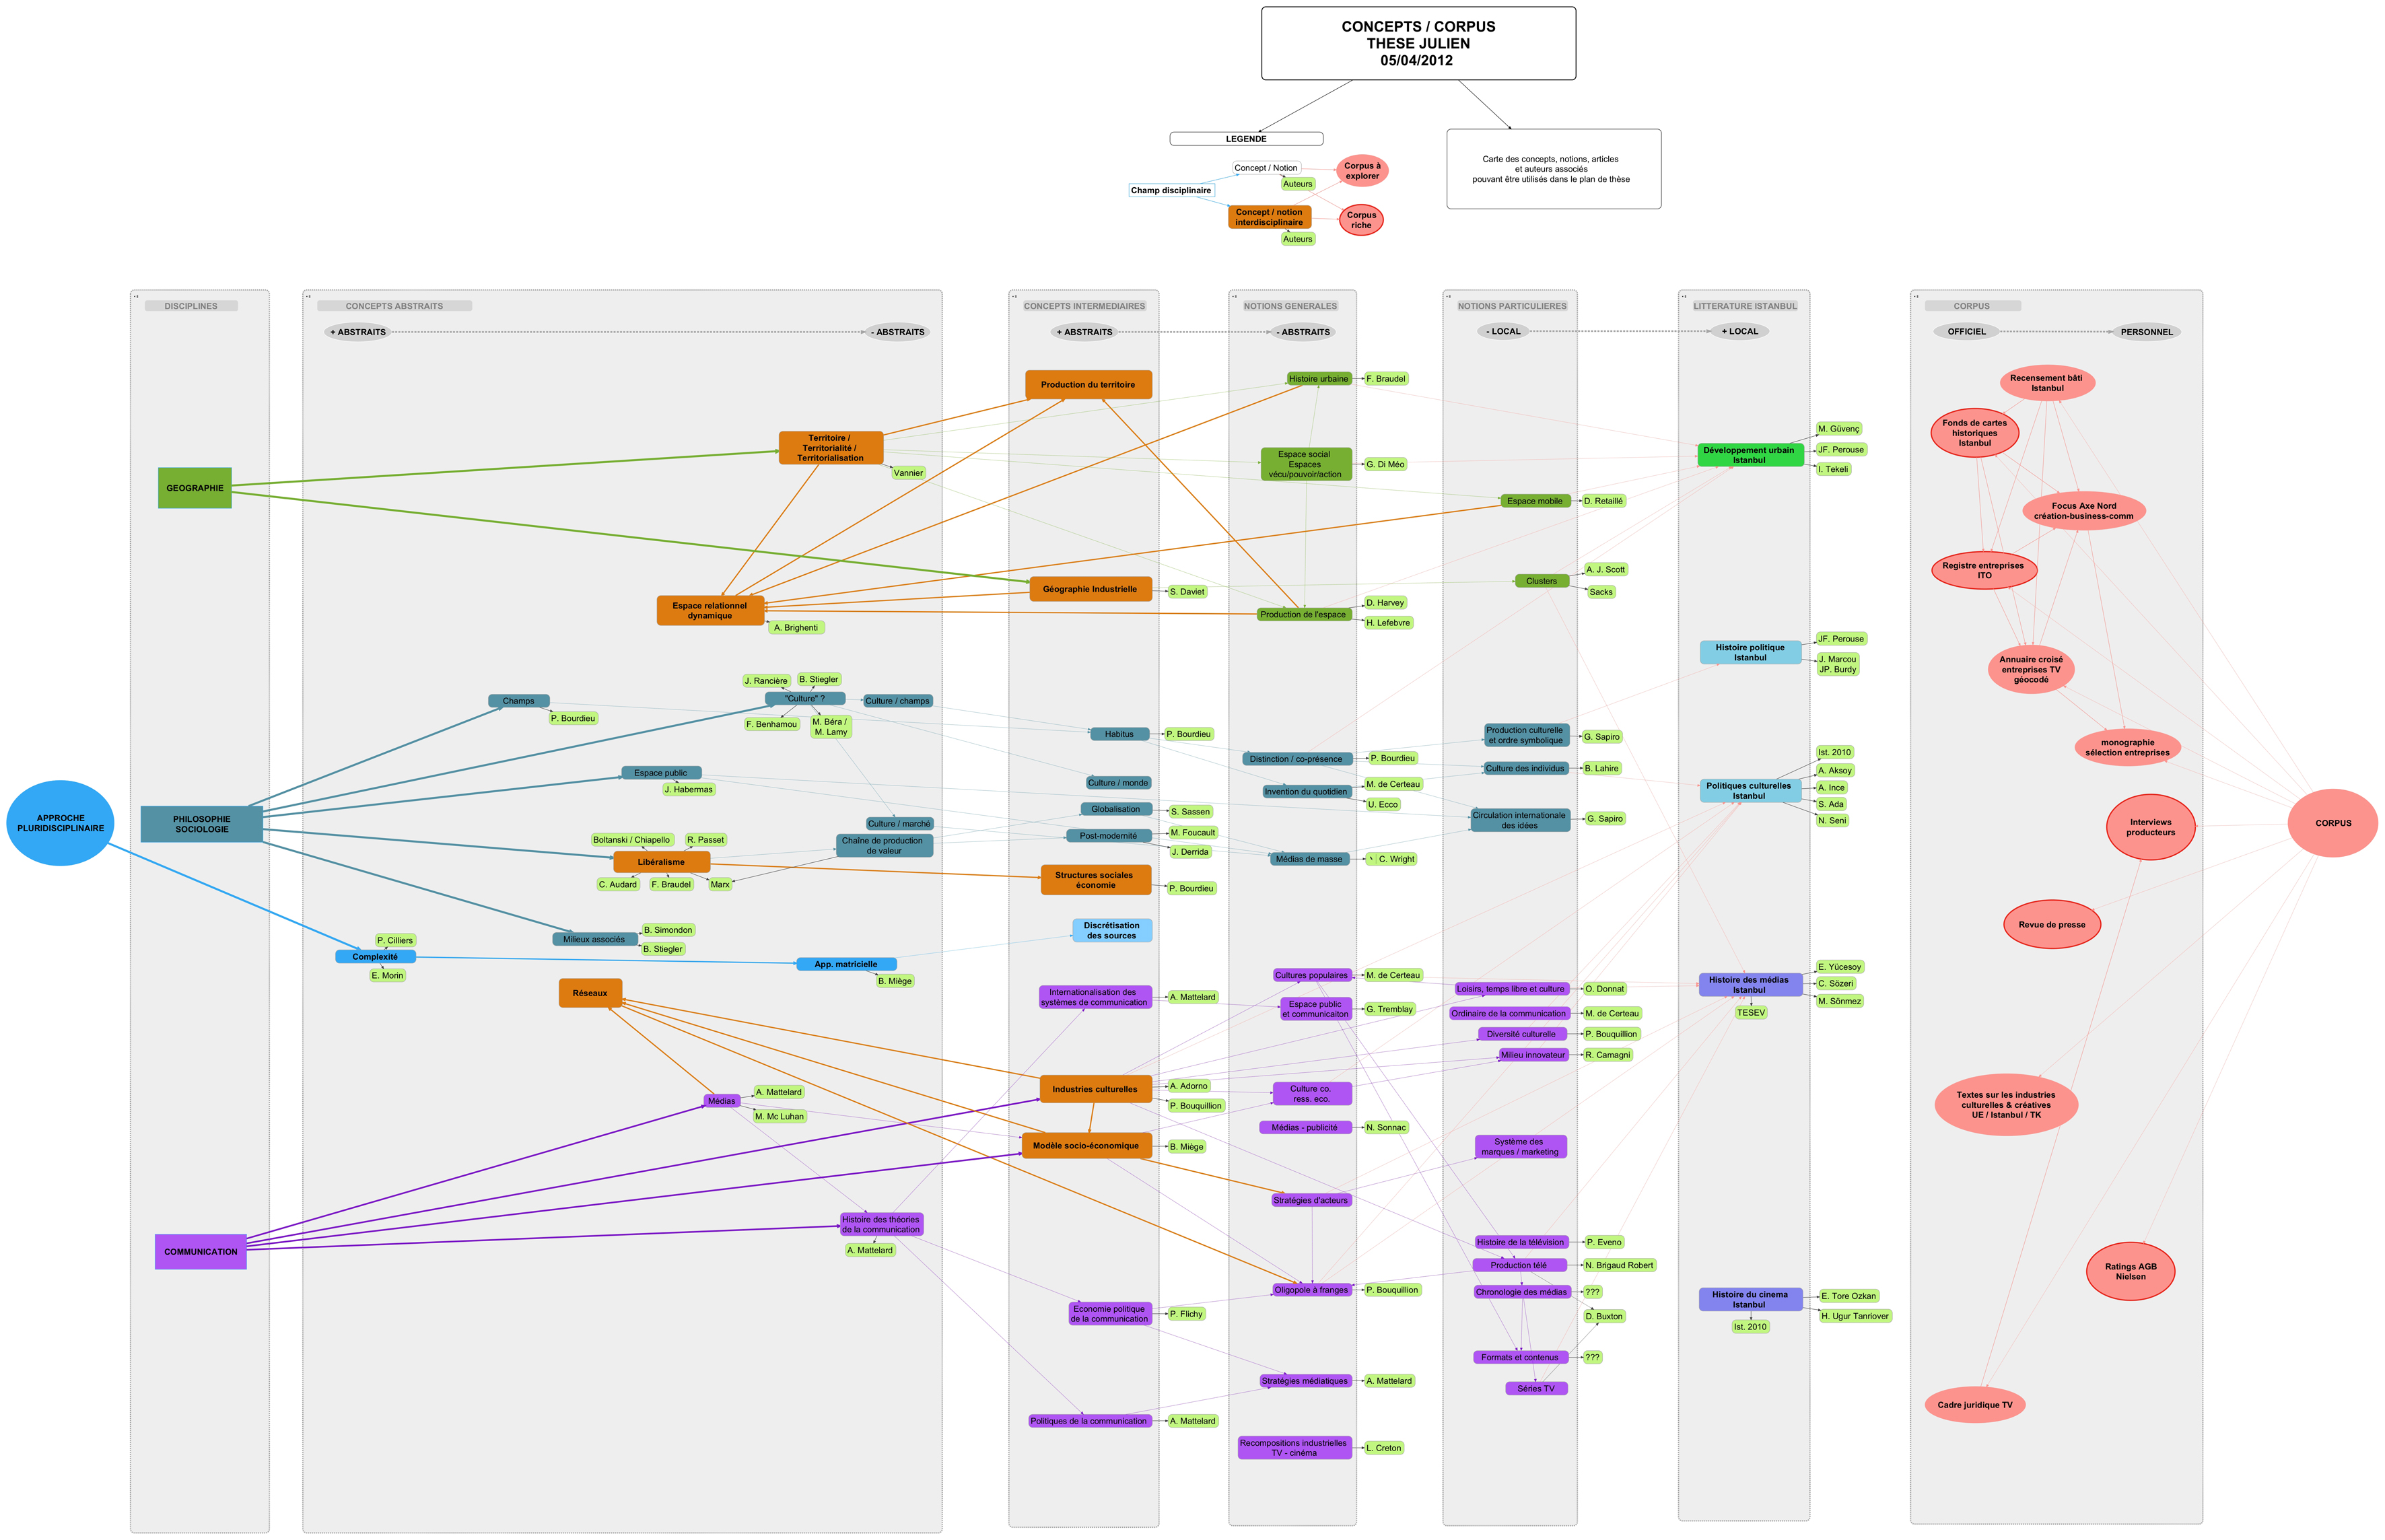 CONCEPTS / CORPUS
THESE JULIEN
05/04/2012
LEGENDE
Carte des concepts, notions, articles
et auteurs associés
pouvant être utilisés dans le plan de thèse
Champ disciplinaire
Concept / Notion
Auteurs
Concept / notion
interdisciplinaire
Auteurs
Corpus à
explorer
Corpus
riche
APPROCHE
PLURIDISCIPLINAIRE
DISCIPLINES
GEOGRAPHIE
PHILOSOPHIE
SOCIOLOGIE
COMMUNICATION
CONCEPTS ABSTRAITS
+ ABSTRAITS
- ABSTRAITS
Territoire /
Territorialité /
Territorialisation
Vannier
Espace relationnel
dynamique
A. Brighenti
Champs
P. Bourdieu
J. Rancière
B. Stiegler
"Culture" ?
F. Benhamou
M. Béra /
M. Lamy
Culture / champs
Espace public
J. Habermas
Culture / marché
Chaîne de production
de valeur
Boltanski / Chiapello
R. Passet
Libéralisme
C. Audard
F. Braudel
Marx
Milieux associés
B. Simondon
B. Stiegler
P. Cilliers
Complexité
E. Morin
App. matricielle
B. Miège
Réseaux
Médias
A. Mattelard
M. Mc Luhan
Histoire des théories
de la communication
A. Mattelard
CONCEPTS INTERMEDIAIRES
+ ABSTRAITS
Production du territoire
Géographie Industrielle
S. Daviet
Habitus
P. Bourdieu
Culture / monde
Globalisation
S. Sassen
Post-modernité
M. Foucault
J. Derrida
Structures sociales
économie
P. Bourdieu
Discrétisation
des sources
Internationalisation des
systèmes de communication
A. Mattelard
Industries culturelles
A. Adorno
P. Bouquillion
Modèle socio-économique
B. Miège
Economie politique
de la communication
P. Flichy
Politiques de la communication
A. Mattelard
NOTIONS GENERALES
- ABSTRAITS
Histoire urbaine
F. Braudel
Espace social
Espaces
vécu/pouvoir/action
G. Di Méo
Production de l'espace
D. Harvey
H. Lefebvre
Distinction / co-présence
P. Bourdieu
Invention du quotidien
M. de Certeau
U. Ecco
Médias de masse
C. Wright
Cultures populaires
M. de Certeau
Espace public
et communicaiton
G. Tremblay
Culture co.
ress. eco.
Médias - publicité
N. Sonnac
Stratégies d'acteurs
Oligopole à franges
P. Bouquillion
Stratégies médiatiques
A. Mattelard
Recompositions industrielles
TV - cinéma
L. Creton
NOTIONS PARTICULIERES
- LOCAL
Espace mobile
D. Retaillé
Clusters
A. J. Scott
Sacks
Production culturelle
et ordre symbolique
G. Sapiro
Culture des individus
B. Lahire
Circulation internationale
des idées
G. Sapiro
Loisirs, temps libre et culture
O. Donnat
Ordinaire de la communication
M. de Certeau
Diversité culturelle
P. Bouquillion
Milieu innovateur
R. Camagni
Système des
marques / marketing
Histoire de la télévision
P. Eveno
Production télé
N. Brigaud Robert
Chronologie des médias
???
D. Buxton
Formats et contenus
???
Séries TV
LITTERATURE ISTANBUL
+ LOCAL
Développement urbain
Istanbul
M. Güvenç
JF. Perouse
I. Tekeli
Histoire politique
Istanbul
JF. Perouse
J. Marcou
JP. Burdy
Politiques culturelles
Istanbul
Ist. 2010
A. Aksoy
A. Ince
S. Ada
N. Seni
Histoire des médias
Istanbul
E. Yücesoy
C. Sözeri
M. Sönmez
TESEV
Histoire du cinema
Istanbul
E. Tore Ozkan
H. Ugur Tanriover
Ist. 2010
CORPUS
OFFICIEL
PERSONNEL
Recensement bâti
Istanbul
Fonds de cartes
historiques
Istanbul
Focus Axe Nord
création-business-comm
Registre entreprises
ITO
Annuaire croisé
entreprises TV
géocodé
monographie
sélection entreprises
Interviews
producteurs
Revue de presse
Textes sur les industries
culturelles & créatives
UE / Istanbul / TK
Ratings AGB
Nielsen
Cadre juridique TV
CORPUS